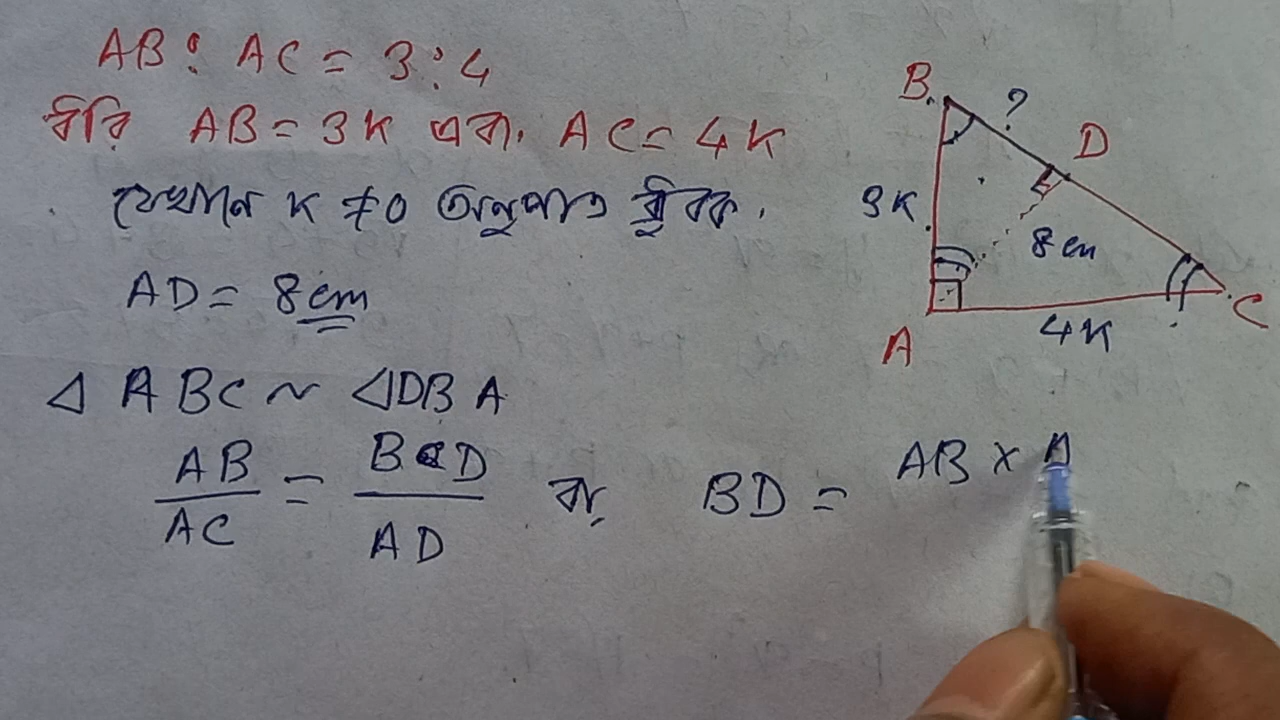 AB : AC = 3 : 4
ধরি AB = 3K এবং AC = 4K
যেখানে K ≠ 0 অনুপাত ধ্রুবক.
AD = 8 cm
△ ABC ~ △DBA
AB/AC = BD/AD বা, BD = AB × A
B
?
D
3K
8 cm
A
4K
C